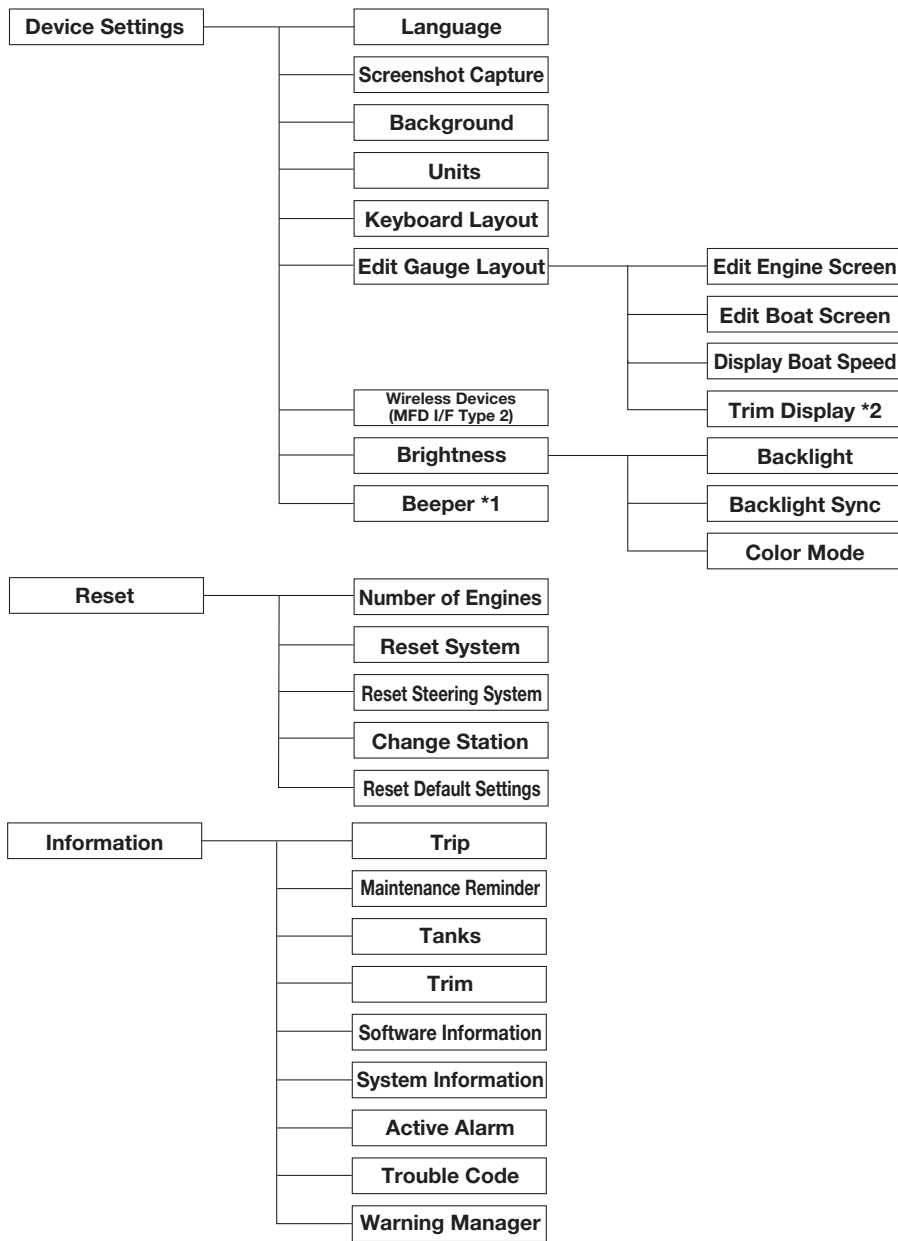 Device Settings
Language
Screenshot Capture
Background
Units
Keyboard Layout
Edit Gauge Layout
Edit Engine Screen
Edit Boat Screen
Display Boat Speed
Trim Display *2
Wireless Devices
(MFD I/F Type 2)
Brightness
Backlight
Backlight Sync
Color Mode
Beeper *1
Reset
Number of Engines
Reset System
Reset Steering System
Change Station
Reset Default Settings
Information
Trip
Maintenance Reminder
Tanks
Trim
Software Information
System Information
Active Alarm
Trouble Code
Warning Manager